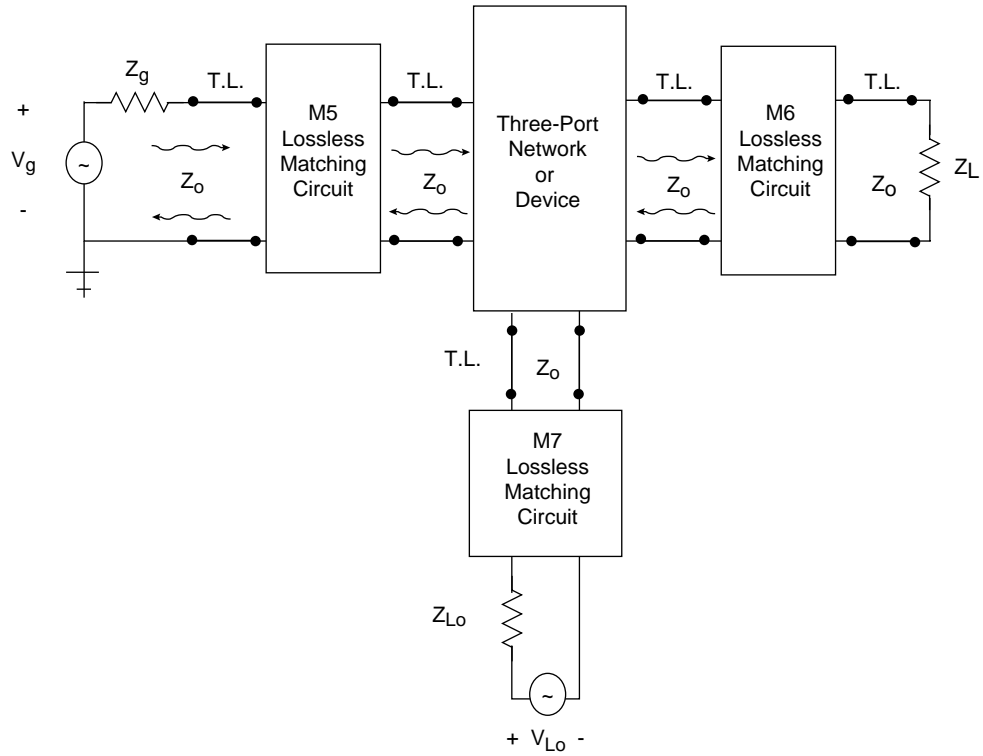 Zg
T.L.
+
Vg
~
-
Zo
M5
Lossless
Matching
Circuit
T.L.
Zo
Three-Port
Network
or
Device
T.L.
Zo
M6
Lossless
Matching
Circuit
T.L.
Zo
ZL
T.L.
Zo
M7
Lossless
Matching
Circuit
ZLo
~
+ VLo -